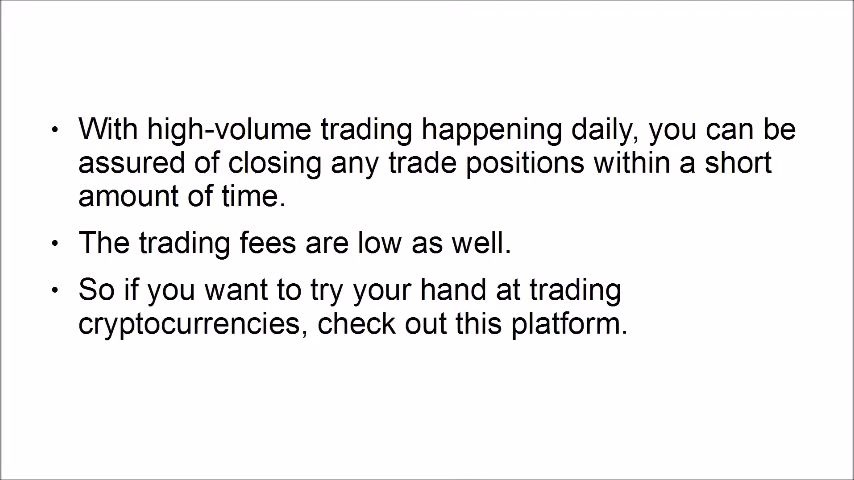 • With high-volume trading happening daily, you can be
assured of closing any trade positions within a short
amount of time.
• The trading fees are low as well.
• So if you want to try your hand at trading
cryptocurrencies, check out this platform.